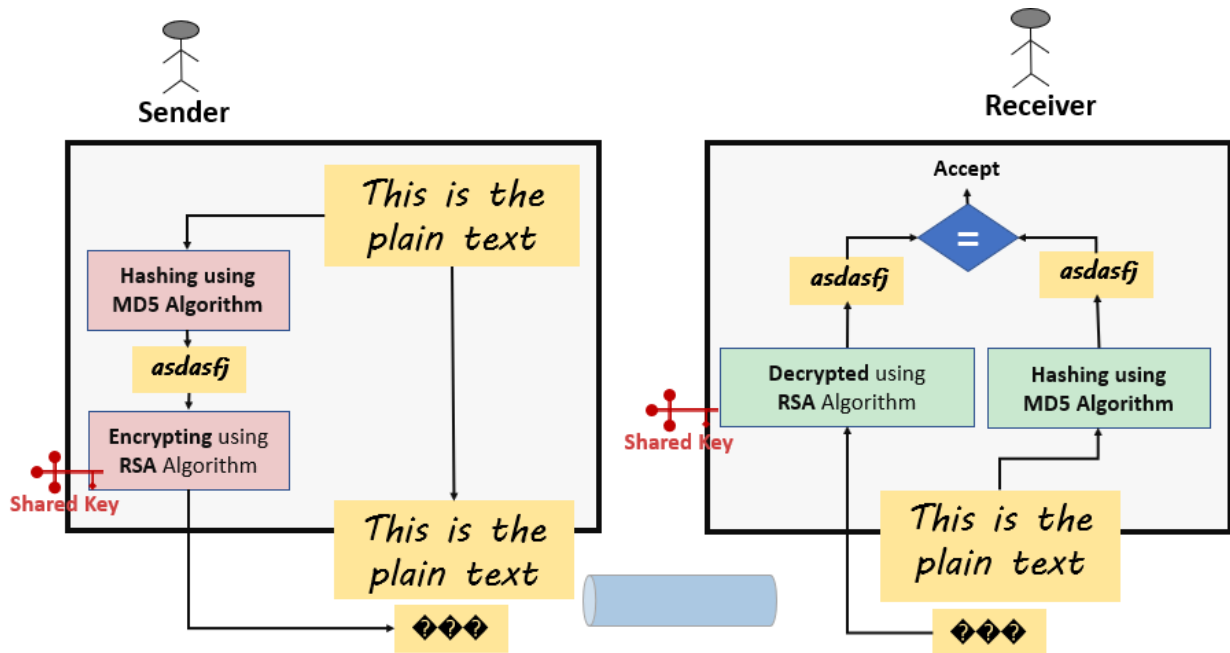 Sender
This is the
plain text
Hashing using
MD5 Algorithm
asdasfj
Encrypting using
RSA Algorithm
Shared Key
This is the
plain text
���
Receiver
Accept
=
asdasfj
asdasfj
Decrypted using
RSA Algorithm
Hashing using
MD5 Algorithm
Shared Key
This is the
plain text
���